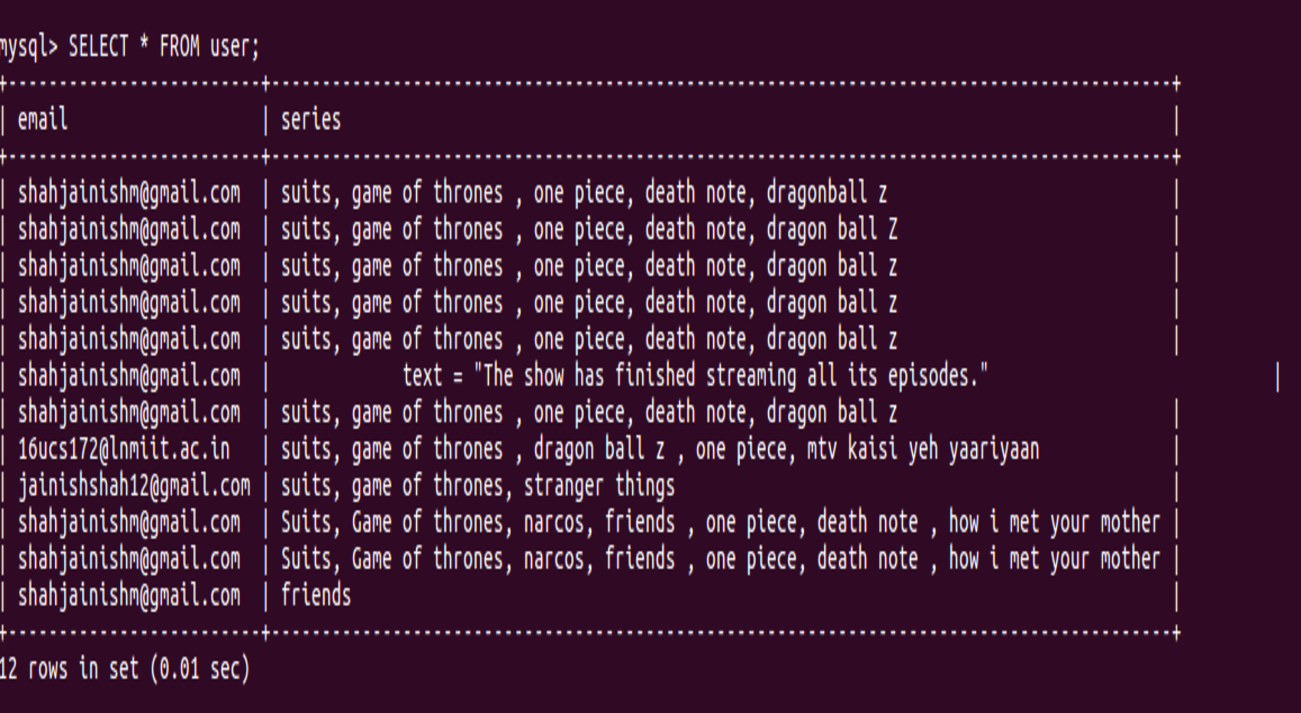 mysql> SELECT * FROM user;
+-------------------------+-----------------------------------------------------------------------------------------+
| email                   | series                                                                                  |
+-------------------------+-----------------------------------------------------------------------------------------+
| shahjainishm@gmail.com  | suits, game of thrones , one piece, death note, dragonball z                            |
| shahjainishm@gmail.com  | suits, game of thrones , one piece, death note, dragon ball Z                           |
| shahjainishm@gmail.com  | suits, game of thrones , one piece, death note, dragon ball z                           |
| shahjainishm@gmail.com  | suits, game of thrones , one piece, death note, dragon ball z                           |
| shahjainishm@gmail.com  | suits, game of thrones , one piece, death note, dragon ball z                           |
| shahjainishm@gmail.com  |             text = "The show has finished streaming all its episodes."                            |
| shahjainishm@gmail.com  | suits, game of thrones , one piece, death note, dragon ball z                           |
| 16ucs172@lnmiit.ac.in   | suits, game of thrones , dragon ball z , one piece, mtv kaisi yeh yaariyaan             |
| jainishshah12@gmail.com | suits, game of thrones, stranger things                                                 |
| shahjainishm@gmail.com  | Suits, Game of thrones, narcos, friends , one piece, death note , how i met your mother |
| shahjainishm@gmail.com  | Suits, Game of thrones, narcos, friends , one piece, death note , how i met your mother |
| shahjainishm@gmail.com  | friends                                                                                 |
+-------------------------+-----------------------------------------------------------------------------------------+
12 rows in set (0.01 sec)